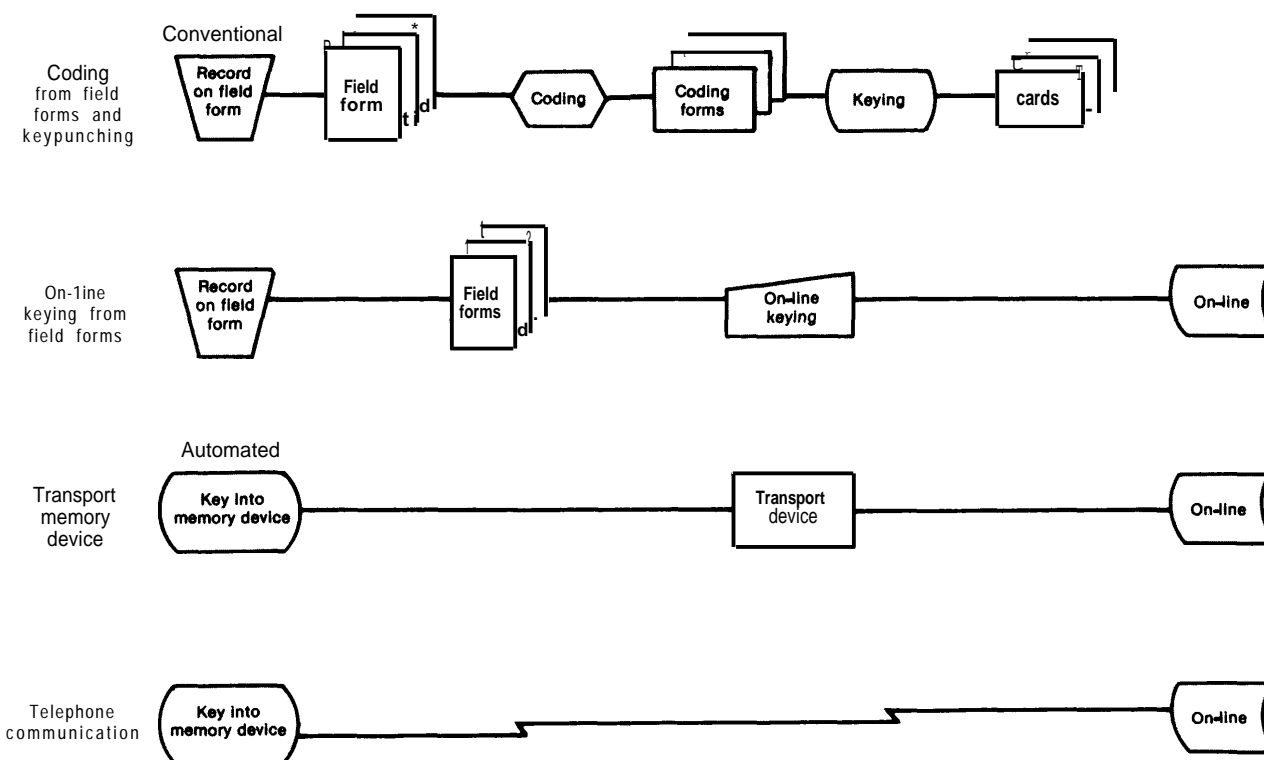 Conventional
Coding
from field
forms and
keypunching
Record
on field
form
Field
form
Coding
Coding
forms
Keying
cards
On-1ine
keying from
field forms
Record
on field
form
Field
forms
On-line
keying
On-line
Automated
Transport
memory
device
Key into
memory device
Transport
device
On-line
Telephone
communication
Key into
memory device
On-line